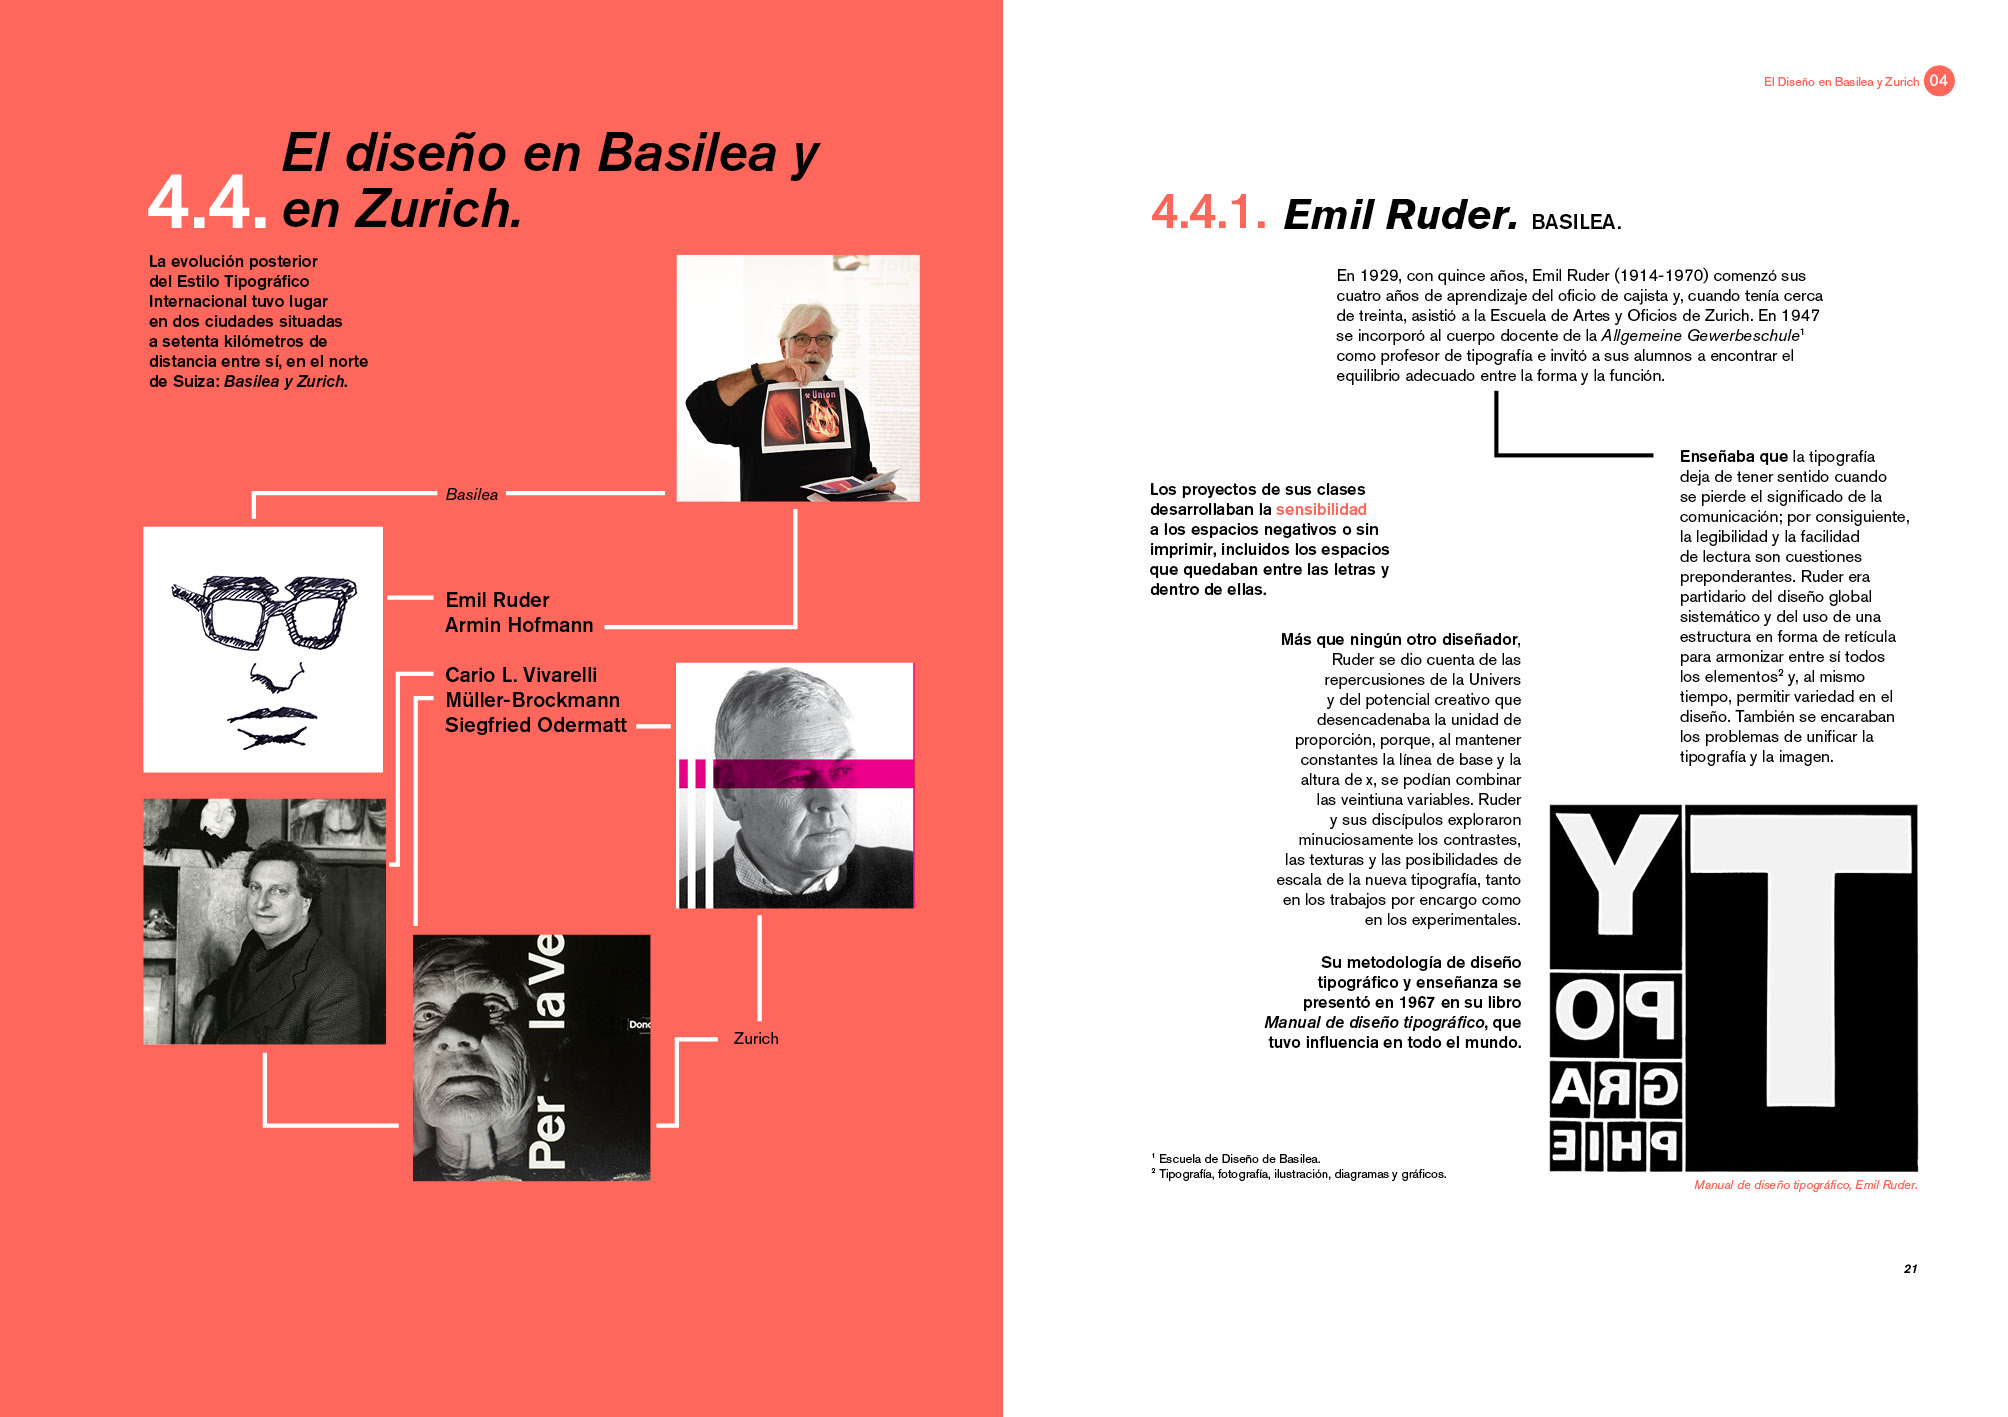 4.4. El diseño en Basilea y
en Zurich.
La evolución posterior
del Estilo Tipográfico
Internacional tuvo lugar
en dos ciudades situadas
a setenta kilómetros de
distancia entre sí, en el norte
de Suiza: Basilea y Zurich.
Union
Basilea
Emil Ruder
Armin Hofmann
Cario L. Vivarelli
Müller-Brockmann
Siegfried Odermatt
Per la Ve
Donc
Zurich
El Diseño en Basilea y Zurich 04
4.4.1. Emil Ruder. BASILEA.
En 1929, con quince años, Emil Ruder (1914-1970) comenzó sus
cuatro años de aprendizaje del oficio de cajista y, cuando tenía cerca
de treinta, asistió a la Escuela de Artes y Oficios de Zurich. En 1947
se incorporó al cuerpo docente de la Allgemeine Gewerbeschule¹
como profesor de tipografía e invitó a sus alumnos a encontrar el
equilibrio adecuado entre la forma y la función.
Enseñaba que la tipografía
deja de tener sentido cuando
se pierde el significado de la
comunicación; por consiguiente,
la legibilidad y la facilidad
de lectura son cuestiones
preponderantes. Ruder era
partidario del diseño global
sistemático y del uso de una
estructura en forma de retícula
para armonizar entre sí todos
los elementos² y, al mismo
tiempo, permitir variedad en el
diseño. También se encaraban
los problemas de unificar la
tipografía y la imagen.
Los proyectos de sus clases
desarrollaban la sensibilidad
a los espacios negativos o sin
imprimir, incluidos los espacios
que quedaban entre las letras y
dentro de ellas.
Más que ningún otro diseñador,
Ruder se dio cuenta de las
repercusiones de la Univers
y del potencial creativo que
desencadenaba la unidad de
proporción, porque, al mantener
constantes la línea de base y la
altura de x, se podían combinar
las veintiuna variables. Ruder
y sus discípulos exploraron
minuciosamente los contrastes,
las texturas y las posibilidades de
escala de la nueva tipografía, tanto
en los trabajos por encargo como
en los experimentales.
Su metodología de diseño
tipográfico y enseñanza se
presentó en 1967 en su libro
Manual de diseño tipográfico, que
tuvo influencia en todo el mundo.
T
Y
PO
GRA
PHIE
Manual de diseño tipográfico, Emil Ruder.
¹ Escuela de Diseño de Basilea.
² Tipografía, fotografía, ilustración, diagramas y gráficos.
21